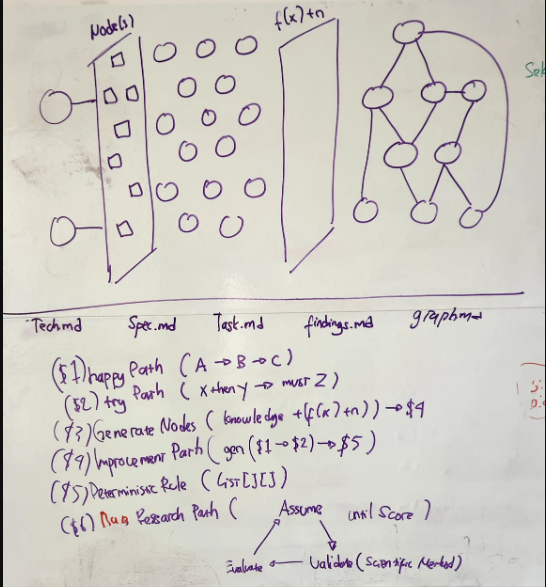 Node(s)
f(x)+n
Tech.md Spec.md Task.md findings.md graph.md
($1) happy Path ( A → B → C )
($2) try Path ( X then Y → must Z )
($3) Generate Nodes ( knowledge + (f(x)+n) ) → $4
($4) Improvement Path ( gen ($1 → $2) → $5 )
($5) Deterministic Rule ( List[][] )
($6) Research Path ( Assume until Score )
Evaluate ← Validate (Scientific Method)